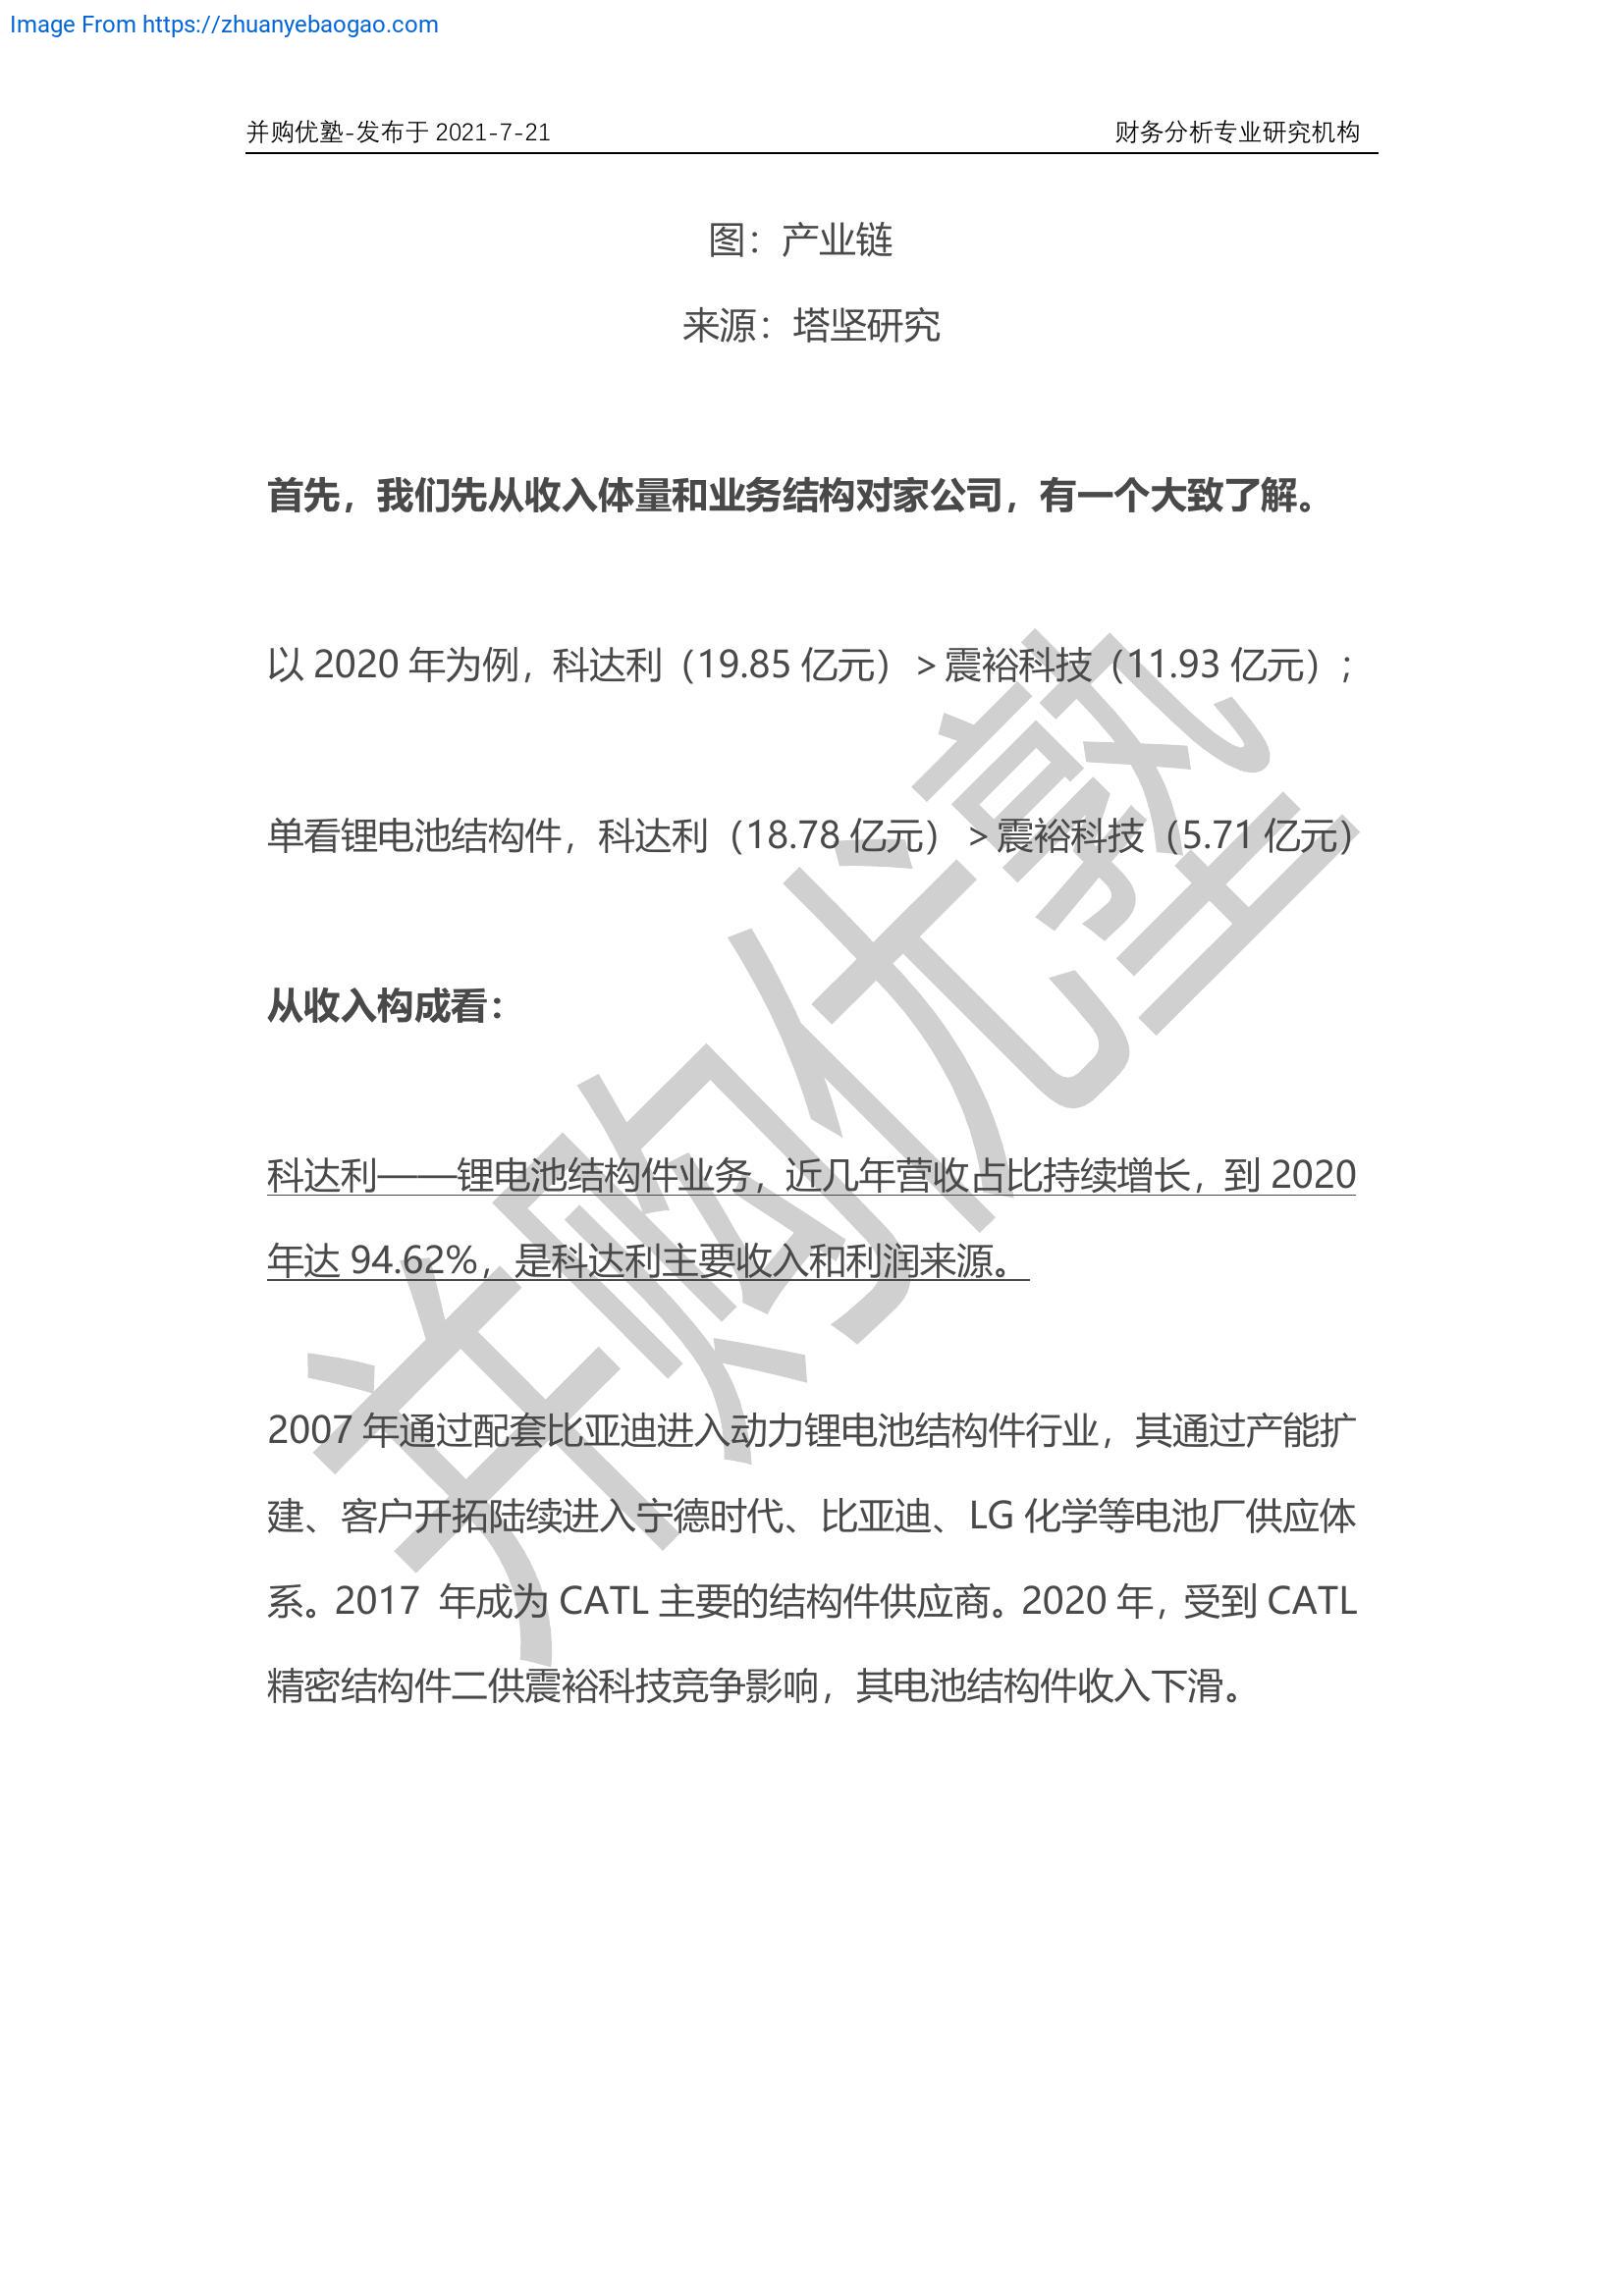 Image From https://zhuanyebaogao.com
并购优塾-发布于 2021-7-21 财务分析专业研究机构
图：产业链
来源：塔坚研究
首先，我们先从收入体量和业务结构对家公司，有一个大致了解。
以 2020 年为例，科达利（19.85 亿元）＞震裕科技（11.93 亿元）；
单看锂电池结构件，科达利（18.78 亿元）＞震裕科技（5.71 亿元）
从收入构成看：
科达利——锂电池结构件业务，近几年营收占比持续增长，到 2020
年达 94.62%，是科达利主要收入和利润来源。
2007 年通过配套比亚迪进入动力锂电池结构件行业，其通过产能扩
建、客户开拓陆续进入宁德时代、比亚迪、LG 化学等电池厂供应体
系。2017 年成为 CATL 主要的结构件供应商。2020 年，受到 CATL
精密结构件二供震裕科技竞争影响，其电池结构件收入下滑。
并购优塾